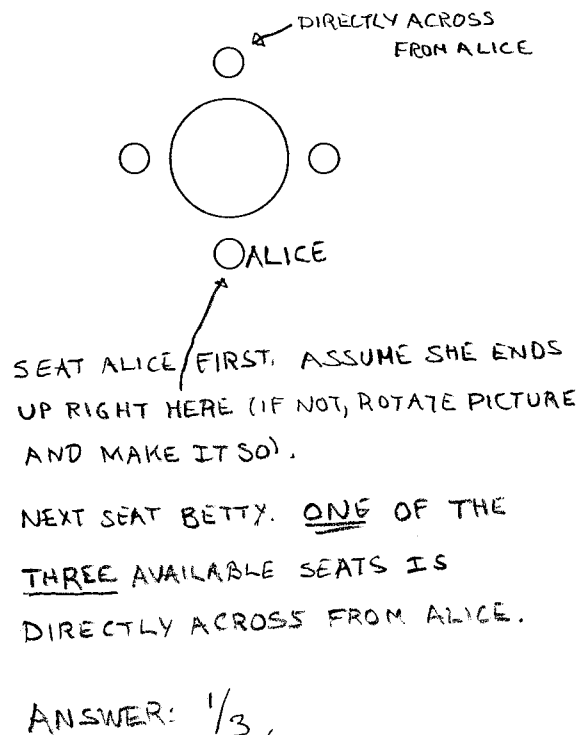 DIRECTLY ACROSS
FROM ALICE
ALICE
SEAT ALICE FIRST. ASSUME SHE ENDS
UP RIGHT HERE (IF NOT, ROTATE PICTURE
AND MAKE IT SO).
NEXT SEAT BETTY. ONE OF THE
THREE AVAILABLE SEATS IS
DIRECTLY ACROSS FROM ALICE.
ANSWER: 1/3.